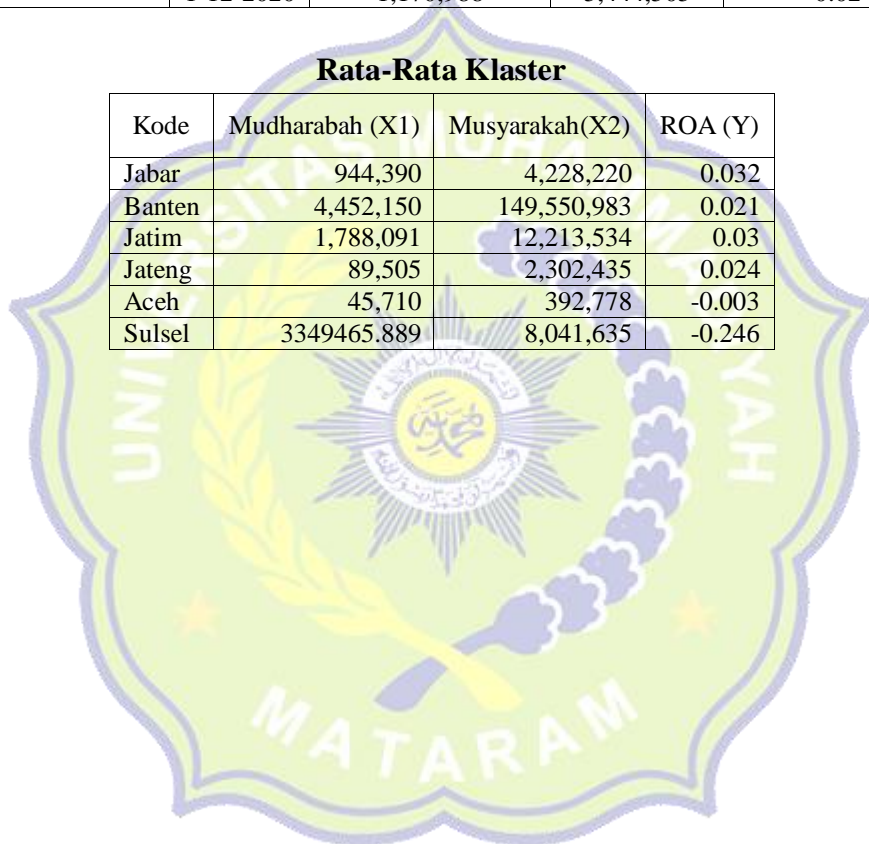 Rata-Rata Klaster
Kode Mudharabah (X1) Musyarakah(X2) ROA (Y)
Jabar 944,390 4,228,220 0.032
Banten 4,452,150 149,550,983 0.021
Jatim 1,788,091 12,213,534 0.03
Jateng 89,505 2,302,435 0.024
Aceh 45,710 392,778 -0.003
Sulsel 3349465.889 8,041,635 -0.246
UNIVERSITAS MUHAMMADIYAH
MATARAM